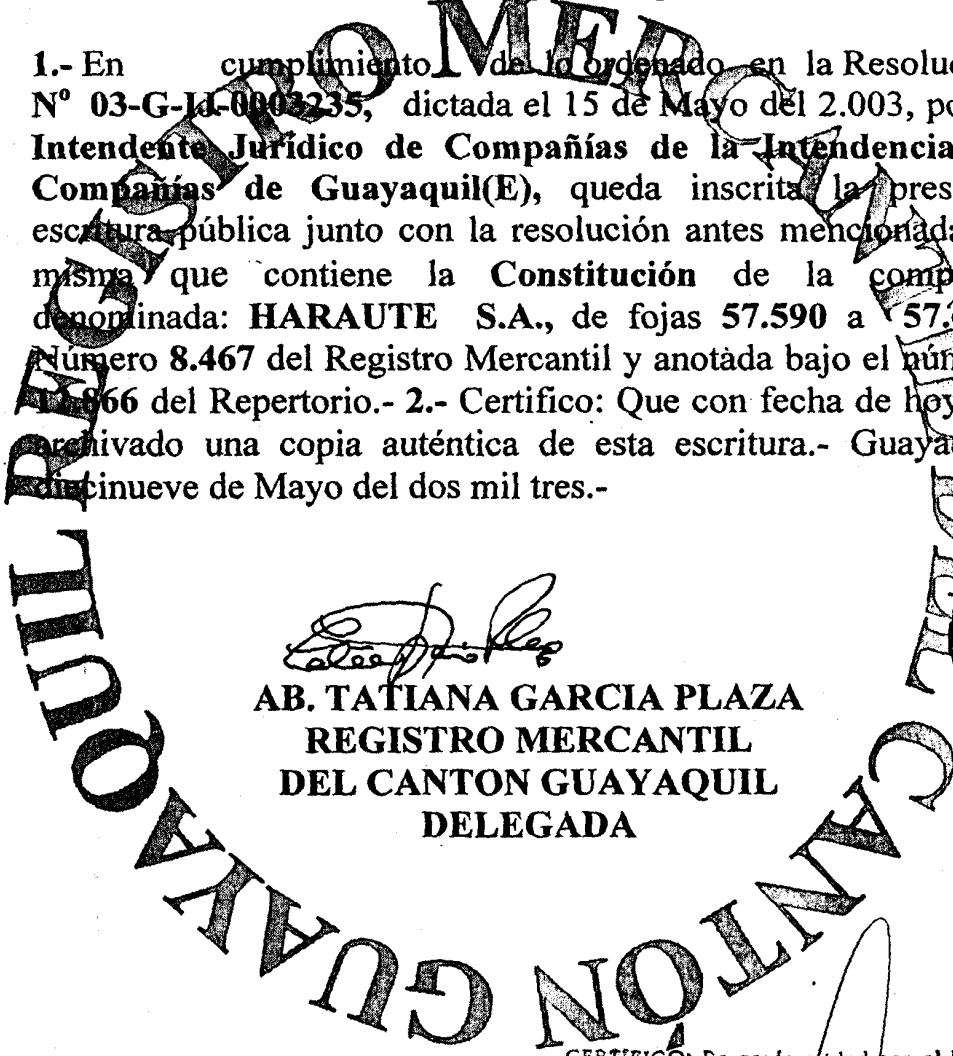 REGISTRO MERCANTIL DEL CANTÓN GUAYAQUIL
1.- En cumplimiento de lo ordenado en la Resoluc
Nº 03-G-IJ-0003235, dictada el 15 de Mayo del 2.003, po
Intendente Jurídico de Compañías de la Intendencia
Compañías de Guayaquil(E), queda inscrita la pres
escritura pública junto con la resolución antes mencionada
misma que contiene la Constitución de la comp
denominada: HARAUTE S.A., de fojas 57.590 a 57.
Número 8.467 del Registro Mercantil y anotada bajo el núm
866 del Repertorio.- 2.- Certifico: Que con fecha de hoy
archivado una copia auténtica de esta escritura.- Guaya
diecinueve de Mayo del dos mil tres.-
AB. TATIANA GARCIA PLAZA
REGISTRO MERCANTIL
DEL CANTON GUAYAQUIL
DELEGADA
CERTIFICO: De